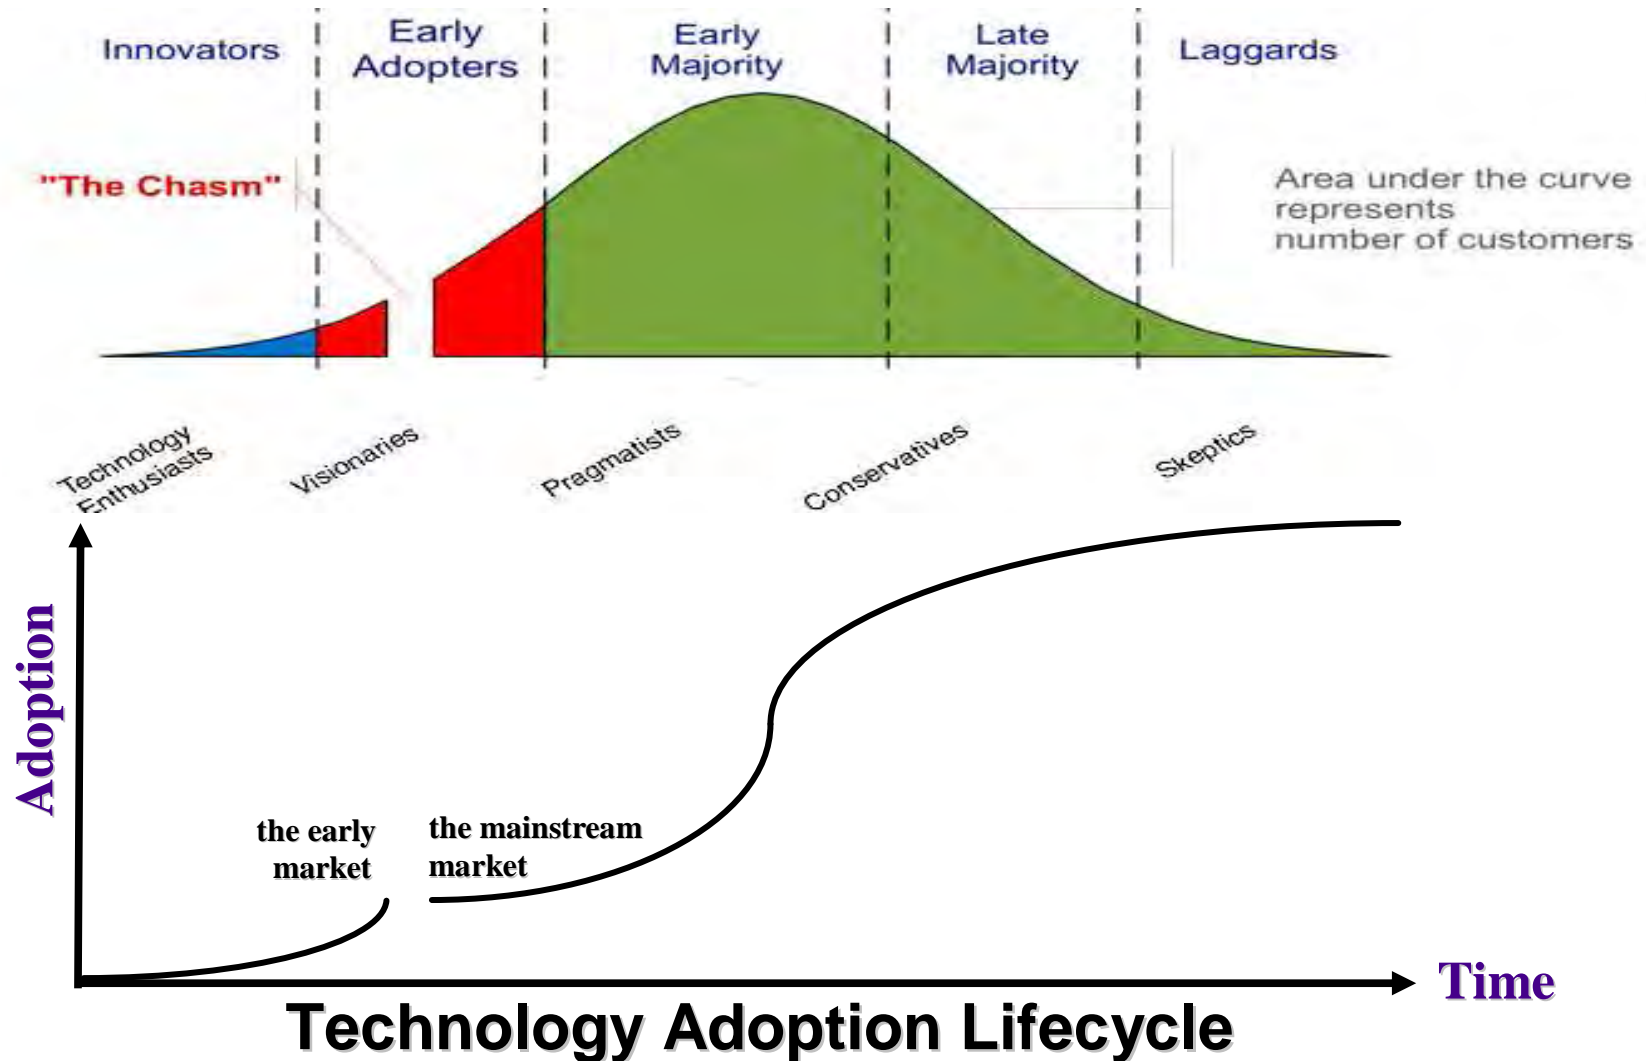 Innovators
Early
Adopters
Early
Majority
Late
Majority
Laggards
"The Chasm"
Area under the curve
represents
number of customers
Technology
Enthusiasts
Visionaries
Pragmatists
Conservatives
Skeptics
Adoption
the early
market
the mainstream
market
Time
Technology Adoption Lifecycle